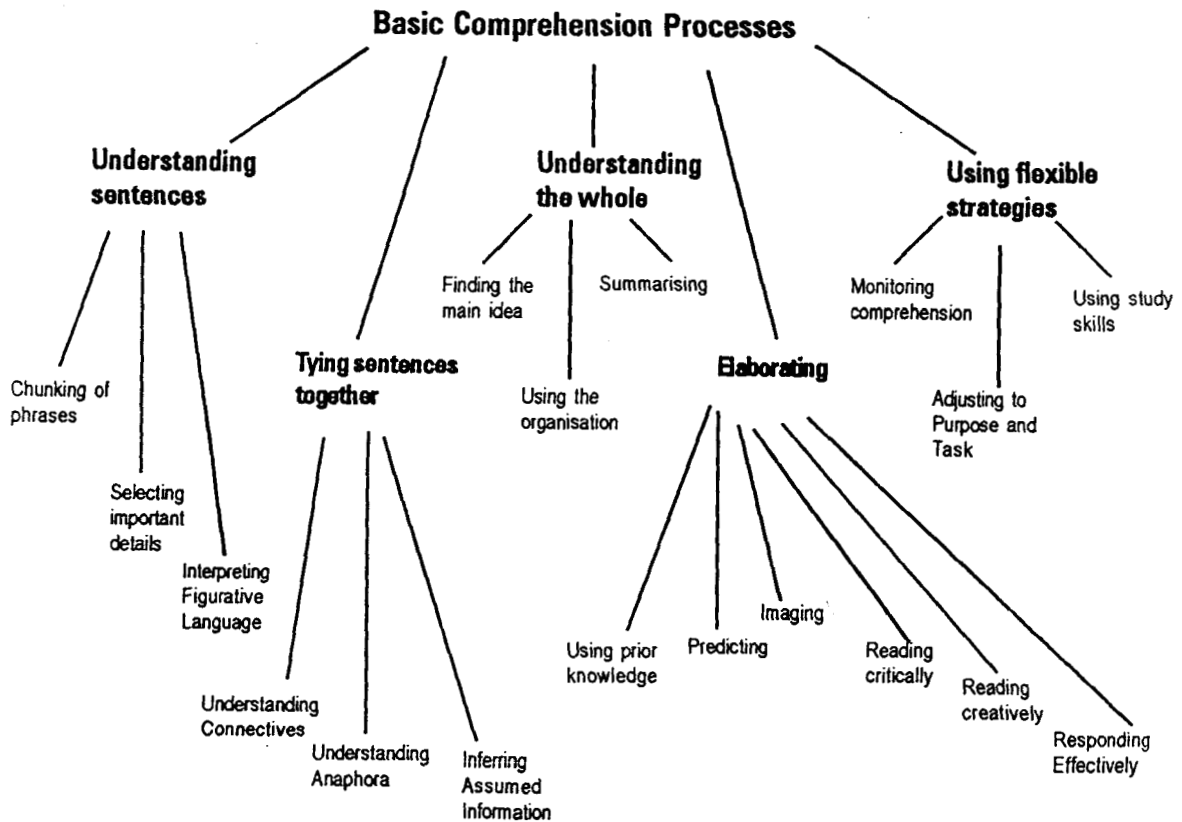 Basic Comprehension Processes
Understanding
sentences
Chunking of
phrases
Selecting
important
details
Interpreting
Figurative
Language
Tying sentences
together
Understanding
Connectives
Understanding
Anaphora
Inferring
Assumed
Information
Understanding
the whole
Finding the
main idea
Using the
organisation
Summarising
Elaborating
Using prior
knowledge
Predicting
Imaging
Reading
critically
Reading
creatively
Responding
Effectively
Using flexible
strategies
Monitoring
comprehension
Adjusting to
Purpose and
Task
Using study
skills